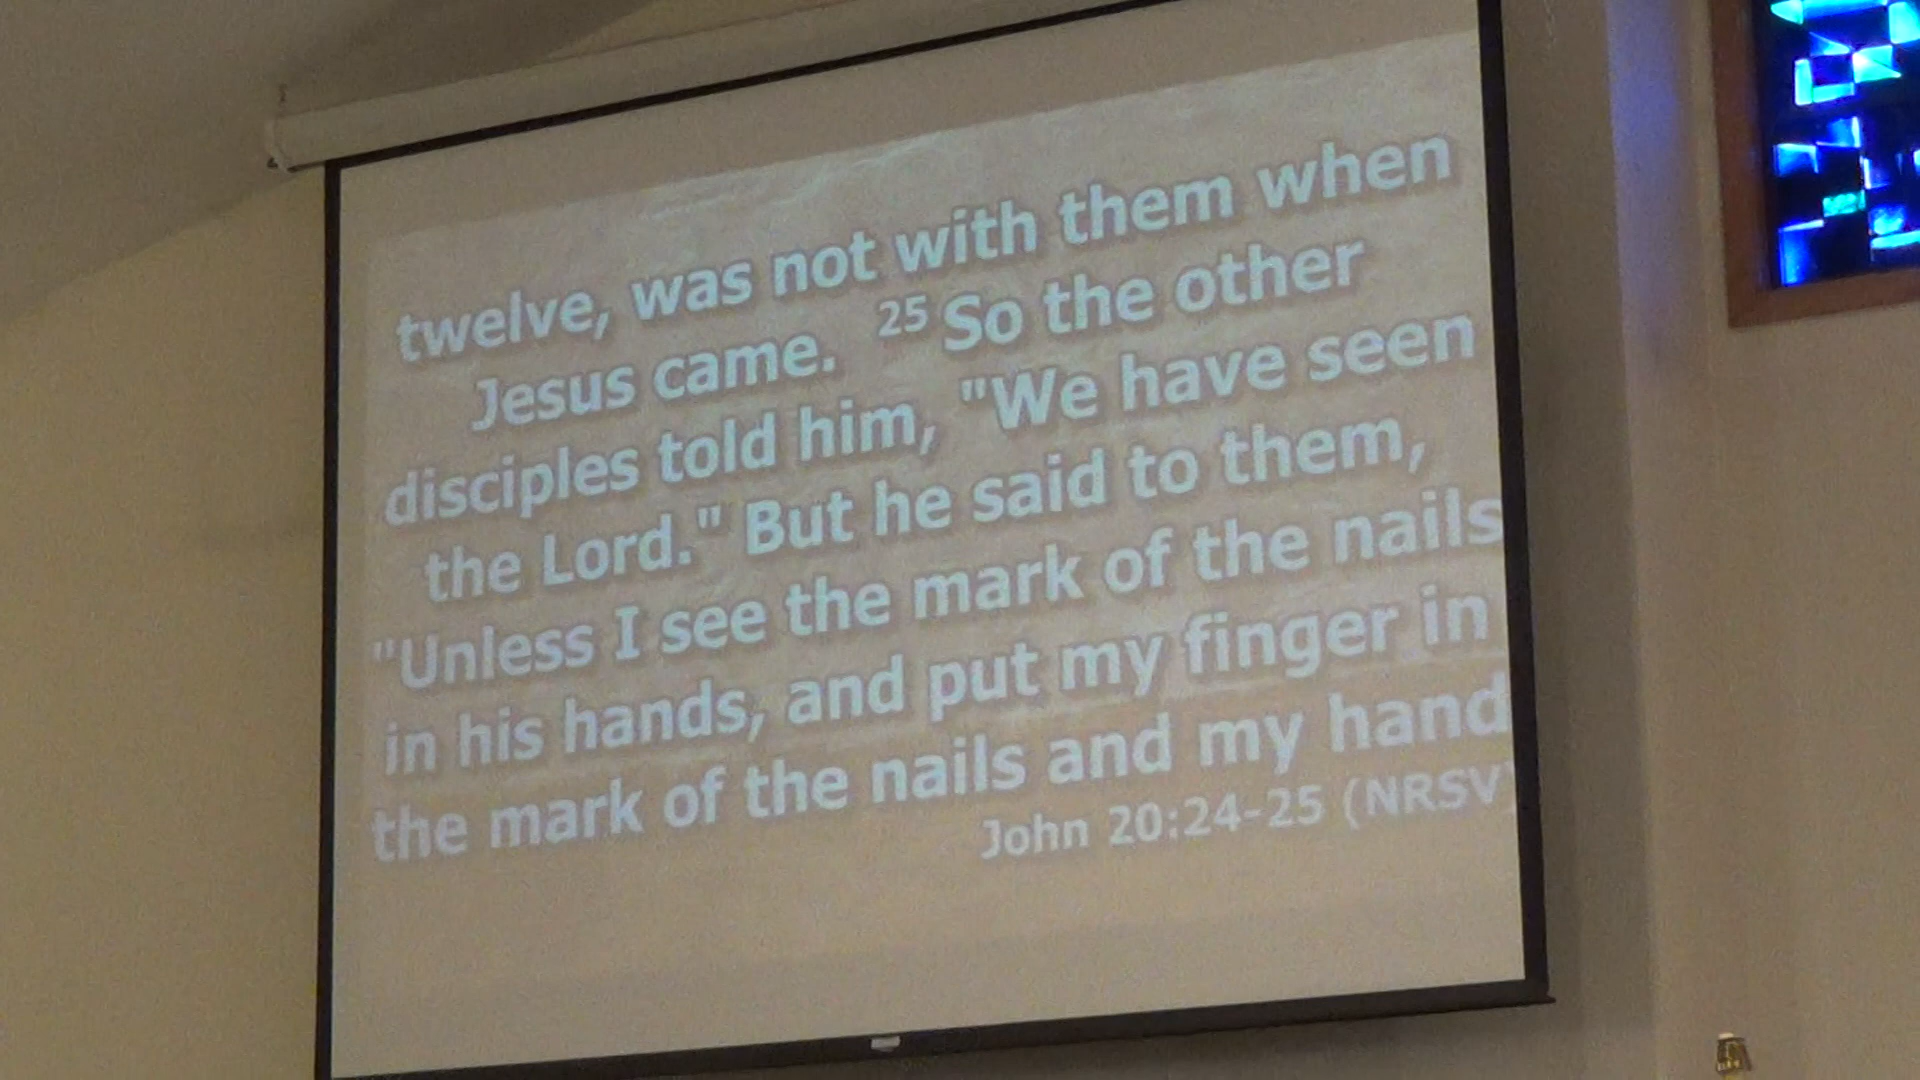 twelve, was not with them when
Jesus came. 25 So the other
disciples told him, "We have seen
the Lord." But he said to them,
"Unless I see the mark of the nails
in his hands, and put my finger in
the mark of the nails and my hand
John 20:24-25 (NRSV)